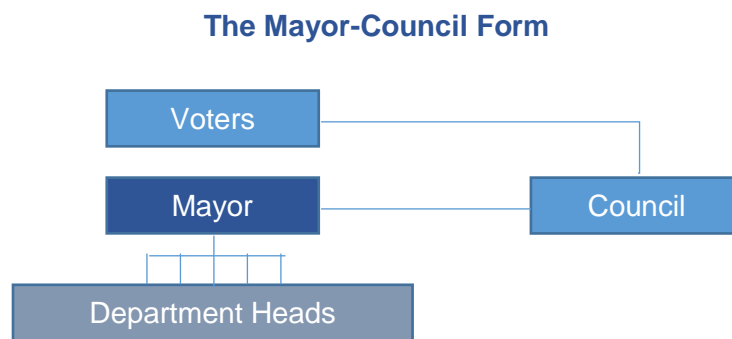 The Mayor-Council Form
Voters
Mayor
Council
Department Heads